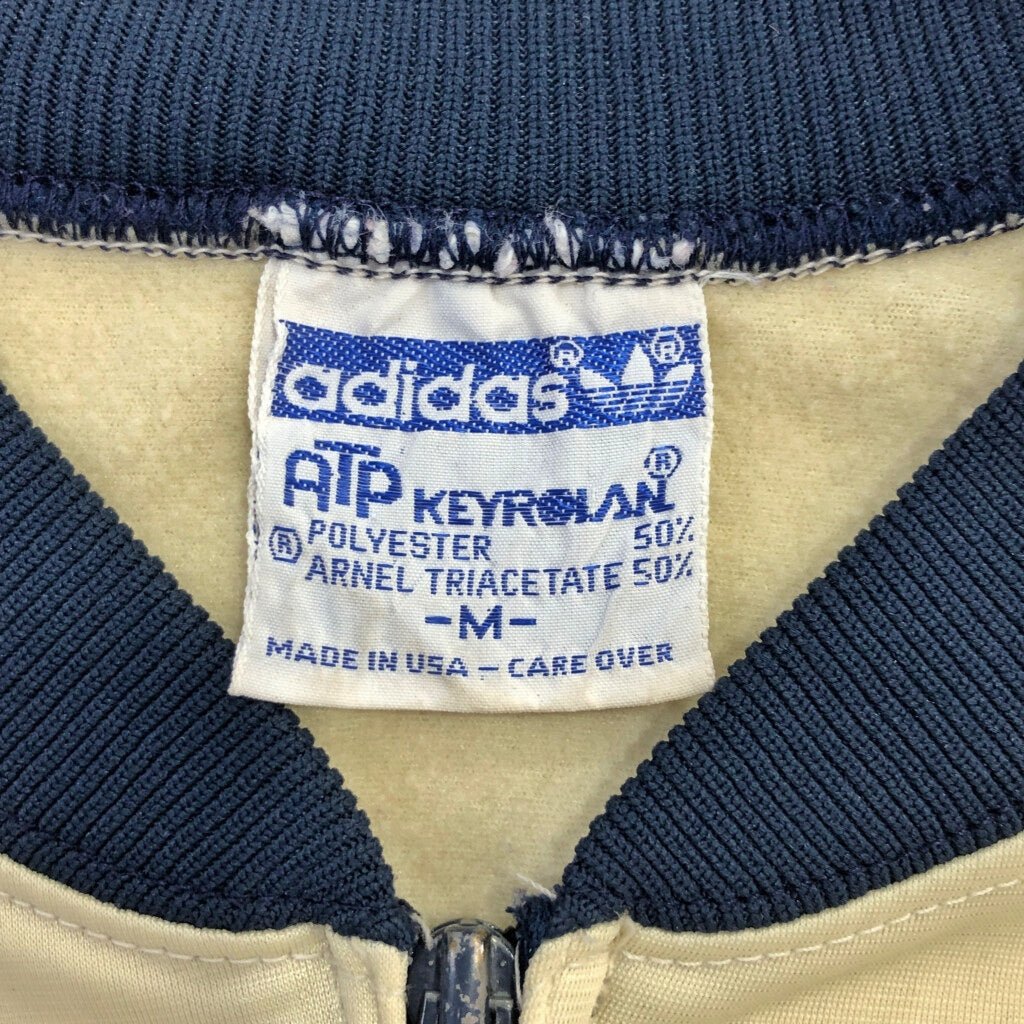 adidas® ®
ATP KEYROLAN®
® POLYESTER 50%
ARNEL TRIACETATE 50%
-M-
MADE IN USA - CARE OVER